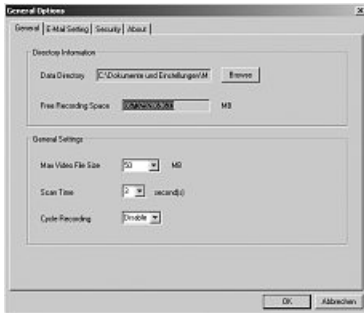 General Options
General E-Mail Setting Security About
Directory Information
Data Directory C:\Dokumente und Einstellungen\M Browse
Free Recording Space MB
General Settings
Max Video File Size 50 MB
Scan Time 3 second(s)
Cycle Recording Disable
OK Abbrechen